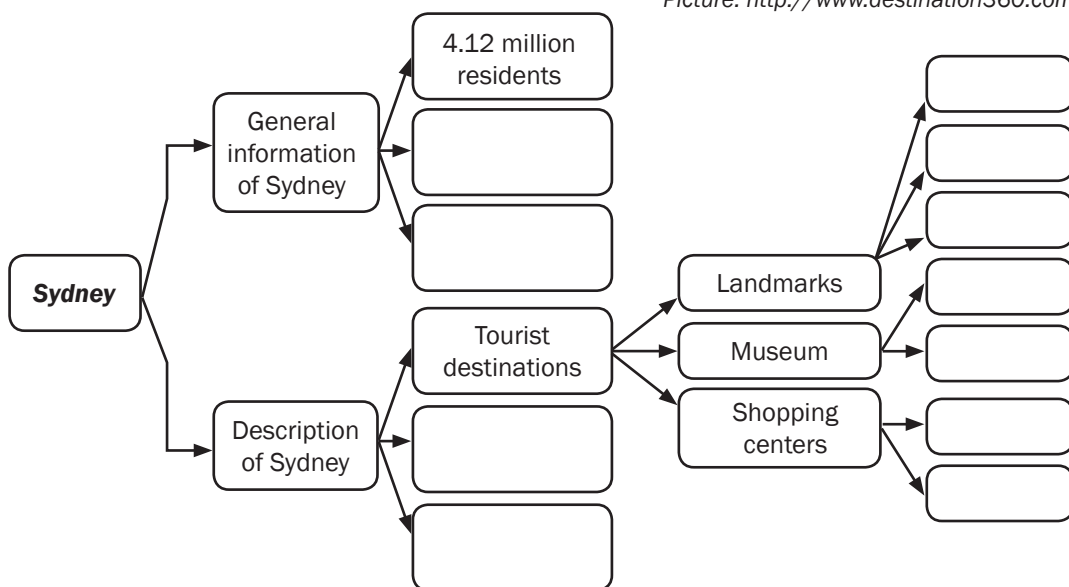 Picture: http://www.destination360.com
4.12 million
residents
General
information
of Sydney
Sydney
Landmarks
Tourist
destinations
Museum
Shopping
centers
Description
of Sydney